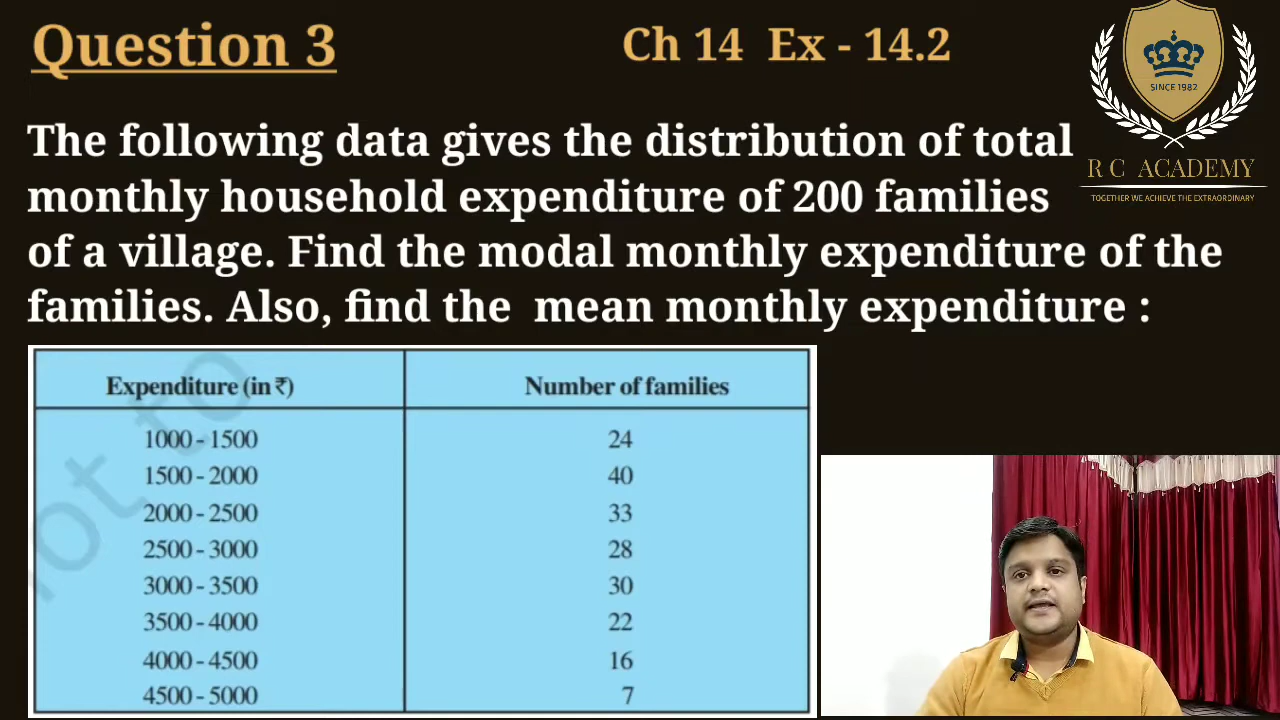 Question 3
Ch 14 Ex - 14.2
SINCE 1982
R C ACADEMY
TOGETHER WE ACHIEVE THE EXTRAORDINARY
The following data gives the distribution of total
monthly household expenditure of 200 families
of a village. Find the modal monthly expenditure of the
families. Also, find the mean monthly expenditure :
Expenditure (in ₹) Number of families
1000 - 1500 24
1500 - 2000 40
2000 - 2500 33
2500 - 3000 28
3000 - 3500 30
3500 - 4000 22
4000 - 4500 16
4500 - 5000 7
not to